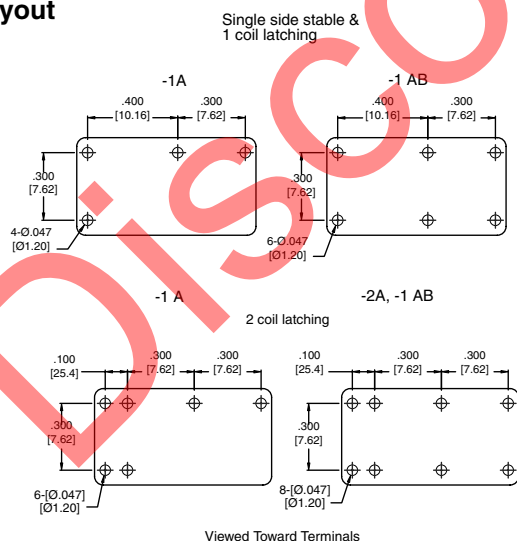 yout
Single side stable &
1 coil latching
-1A
-1 AB
.400
[10.16]
.300
[7.62]
.400
[10.16]
.300
[7.62]
.300
[7.62]
.300
[7.62]
4-Ø.047
[Ø1.20]
6-Ø.047
[Ø1.20]
-1 A
-2A, -1 AB
2 coil latching
.100
[25.4]
.300
[7.62]
.300
[7.62]
.100
[25.4]
.300
[7.62]
.300
[7.62]
.300
[7.62]
.300
[7.62]
6-[Ø.047]
[Ø1.20]
8-[Ø.047]
[Ø1.20]
Viewed Toward Terminals
Disco